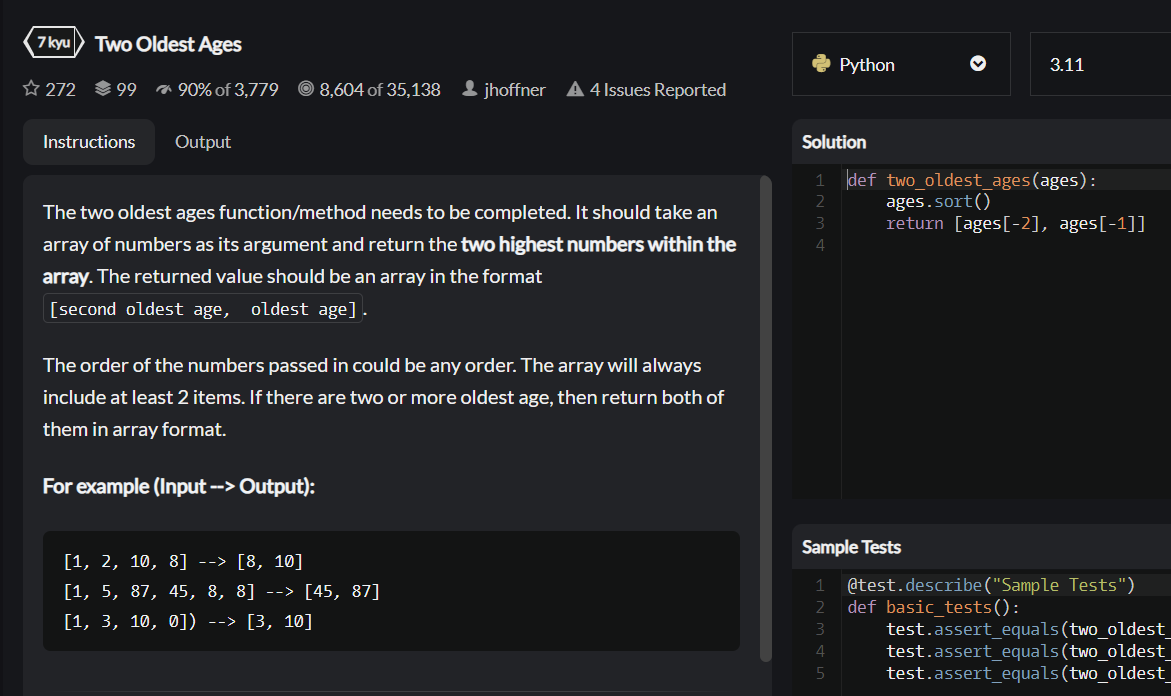 7 kyu Two Oldest Ages
272 99 90% of 3,779 8,604 of 35,138 jhoffner 4 Issues Reported
Instructions Output
The two oldest ages function/method needs to be completed. It should take an
array of numbers as its argument and return the two highest numbers within the
array. The returned value should be an array in the format
[second oldest age,  oldest age].
The order of the numbers passed in could be any order. The array will always
include at least 2 items. If there are two or more oldest age, then return both of
them in array format.
For example (Input --> Output):
[1, 2, 10, 8] --> [8, 10]
[1, 5, 87, 45, 8, 8] --> [45, 87]
[1, 3, 10, 0]) --> [3, 10]
Python 3.11
Solution
1 def two_oldest_ages(ages):
2     ages.sort()
3     return [ages[-2], ages[-1]]
4
Sample Tests
1 @test.describe("Sample Tests")
2 def basic_tests():
3     test.assert_equals(two_oldest_
4     test.assert_equals(two_oldest_
5     test.assert_equals(two_oldest_